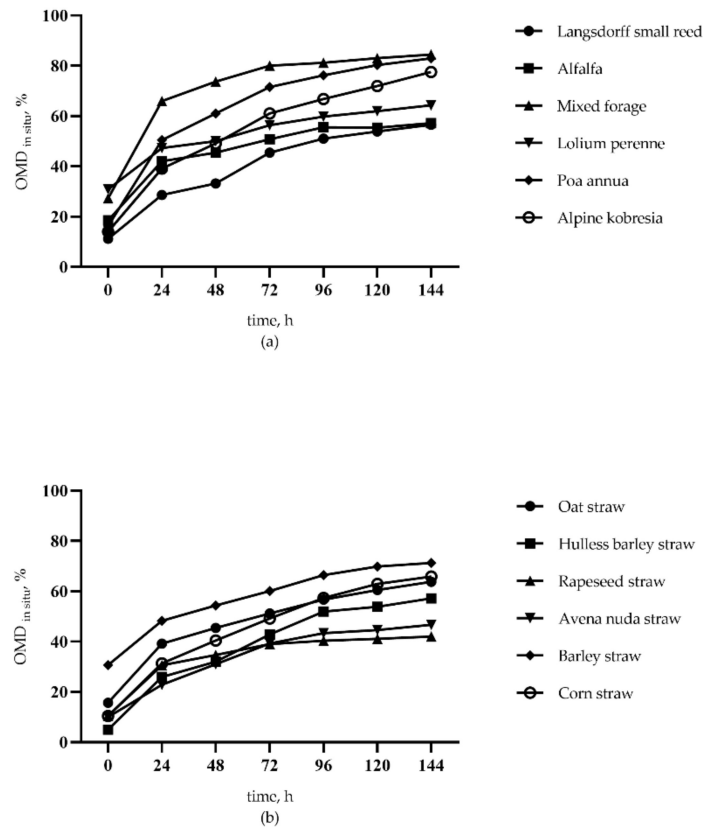 100
80
60
40
20
0
OMD in situ, %
0 24 48 72 96 120 144
time, h
(a)
Langsdorff small reed
Alfalfa
Mixed forage
Lolium perenne
Poa annua
Alpine kobresia
100
80
60
40
20
0
OMD in situ, %
0 24 48 72 96 120 144
time, h
(b)
Oat straw
Hulless barley straw
Rapeseed straw
Avena nuda straw
Barley straw
Corn straw